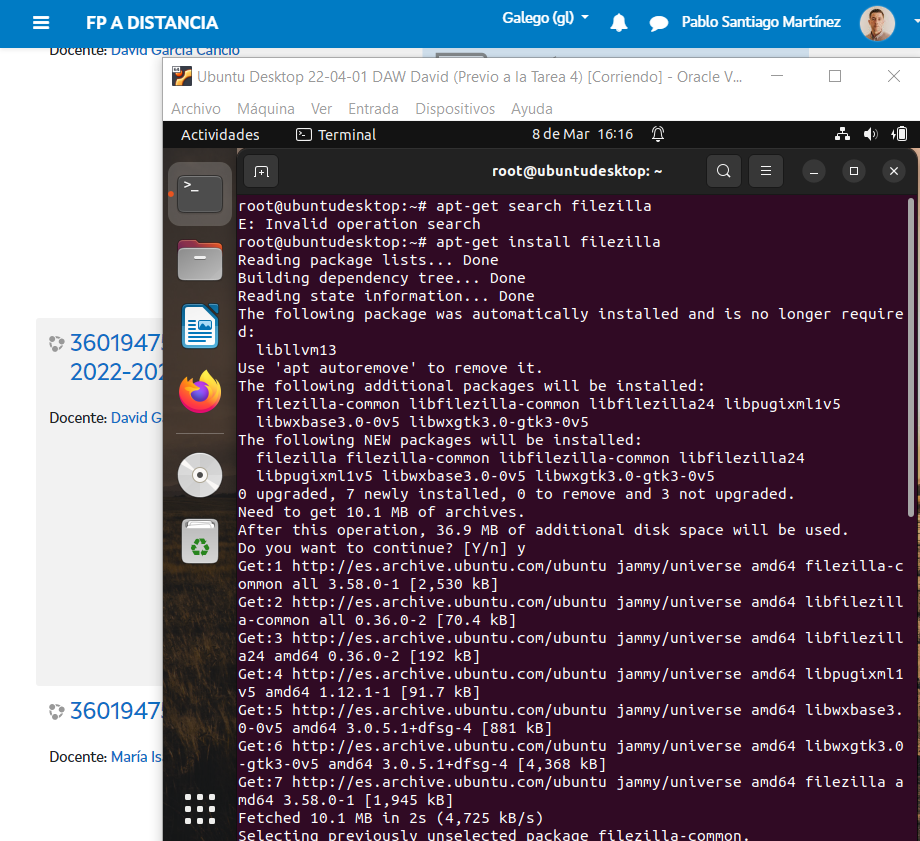 FP A DISTANCIA
Galego (gl)
Pablo Santiago Martínez
Docente: David García Cancio
Ubuntu Desktop 22-04-01 DAW David (Previo a la Tarea 4) [Corriendo] - Oracle V...
Archivo Máquina Ver Entrada Dispositivos Ayuda
Actividades
Terminal
8 de Mar 16:16
root@ubuntudesktop: ~
root@ubuntudesktop:~# apt-get search filezilla
E: Invalid operation search
root@ubuntudesktop:~# apt-get install filezilla
Reading package lists... Done
Building dependency tree... Done
Reading state information... Done
The following package was automatically installed and is no longer require
d:
libllvm13
Use 'apt autoremove' to remove it.
The following additional packages will be installed:
filezilla-common libfilezilla-common libfilezilla24 libpugixml1v5
libwxbase3.0-0v5 libwxgtk3.0-gtk3-0v5
The following NEW packages will be installed:
filezilla filezilla-common libfilezilla-common libfilezilla24
libpugixml1v5 libwxbase3.0-0v5 libwxgtk3.0-gtk3-0v5
0 upgraded, 7 newly installed, 0 to remove and 3 not upgraded.
Need to get 10.1 MB of archives.
After this operation, 36.9 MB of additional disk space will be used.
Do you want to continue? [Y/n] y
Get:1 http://es.archive.ubuntu.com/ubuntu jammy/universe amd64 filezilla-c
ommon all 3.58.0-1 [2,530 kB]
Get:2 http://es.archive.ubuntu.com/ubuntu jammy/universe amd64 libfilezill
a-common all 0.36.0-2 [70.4 kB]
Get:3 http://es.archive.ubuntu.com/ubuntu jammy/universe amd64 libfilezill
a24 amd64 0.36.0-2 [192 kB]
Get:4 http://es.archive.ubuntu.com/ubuntu jammy/universe amd64 libpugixml1
v5 amd64 1.12.1-1 [91.7 kB]
Get:5 http://es.archive.ubuntu.com/ubuntu jammy/universe amd64 libwxbase3.
0-0v5 amd64 3.0.5.1+dfsg-4 [881 kB]
Get:6 http://es.archive.ubuntu.com/ubuntu jammy/universe amd64 libwxgtk3.0
-gtk3-0v5 amd64 3.0.5.1+dfsg-4 [4,368 kB]
Get:7 http://es.archive.ubuntu.com/ubuntu jammy/universe amd64 filezilla a
md64 3.58.0-1 [1,945 kB]
Fetched 10.1 MB in 2s (4,725 kB/s)
Selecting previously unselected package filezilla-common.
3601947
2022-202
Docente: David G
3601947
Docente: María Is